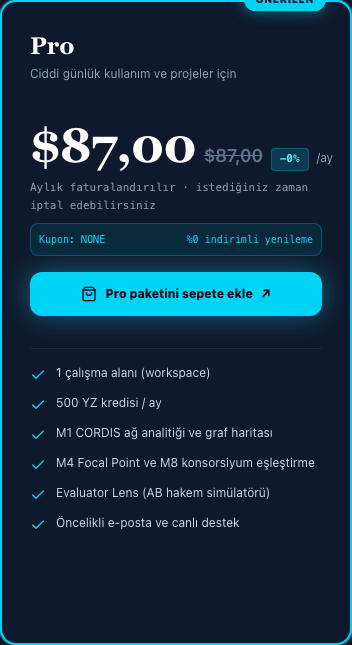 ÖNERİLEN
Pro
Ciddi günlük kullanım ve projeler için
$87,00 $87,00 −0% /ay
Aylık faturalandırılır · istediğiniz zaman
iptal edebilirsiniz
Kupon: NONE %0 indirimli yenileme
Pro paketini sepete ekle ↗
1 çalışma alanı (workspace)
500 YZ kredisi / ay
M1 CORDIS ağ analitiği ve graf haritası
M4 Focal Point ve M8 konsorsiyum eşleştirme
Evaluator Lens (AB hakem simülatörü)
Öncelikli e-posta ve canlı destek